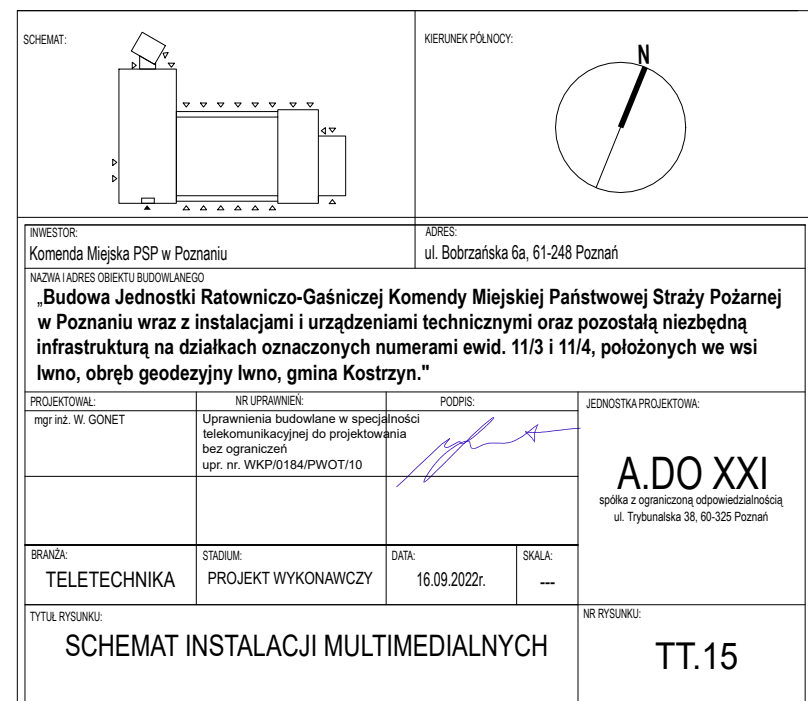 SCHEMAT:
KIERUNEK PÓŁNOCY:
N
INWESTOR:
Komenda Miejska PSP w Poznaniu
ADRES:
ul. Bobrzańska 6a, 61-248 Poznań
NAZWA I ADRES OBIEKTU BUDOWLANEGO
„Budowa Jednostki Ratowniczo-Gaśniczej Komendy Miejskiej Państwowej Straży Pożarnej
w Poznaniu wraz z instalacjami i urządzeniami technicznymi oraz pozostałą niezbędną
infrastrukturą na działkach oznaczonych numerami ewid. 11/3 i 11/4, położonych we wsi
Iwno, obręb geodezyjny Iwno, gmina Kostrzyn."
PROJEKTOWAŁ:
mgr inż. W. GONET
NR UPRAWNIEŃ:
Uprawnienia budowlane w specjalności
telekomunikacyjnej do projektowania
bez ograniczeń
upr. nr. WKP/0184/PWOT/10
PODPIS:
JEDNOSTKA PROJEKTOWA:
A.DO XXI
spółka z ograniczoną odpowiedzialnością
ul. Trybunalska 38, 60-325 Poznań
BRANŻA:
TELETECHNIKA
STADIUM:
PROJEKT WYKONAWCZY
DATA:
16.09.2022r.
SKALA:
---
TYTUŁ RYSUNKU:
SCHEMAT INSTALACJI MULTIMEDIALNYCH
NR RYSUNKU:
TT.15